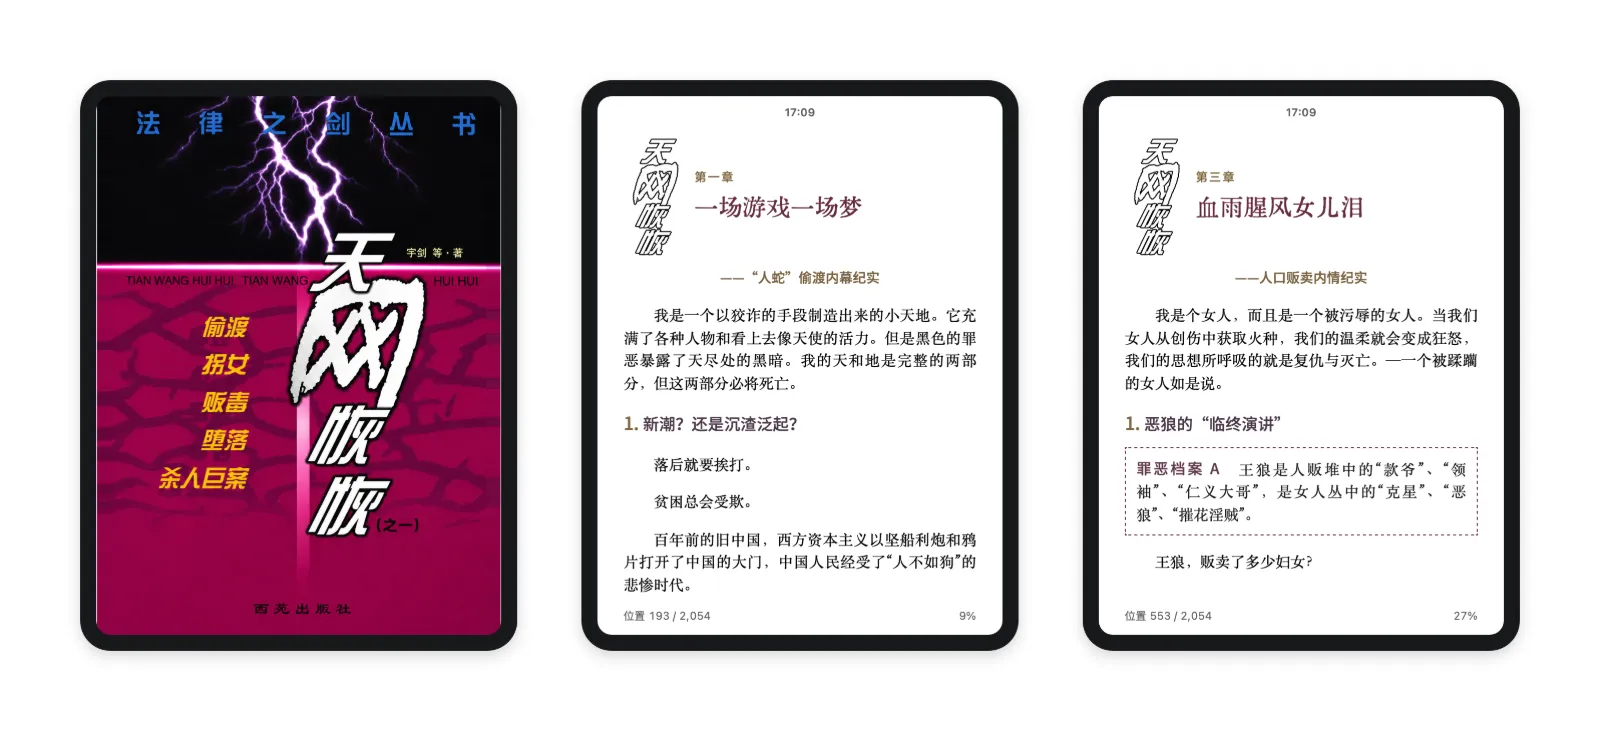 法律之剑丛书
天网恢恢
宇剑 等·著
TIAN WANG HUI HUI TIAN WANG HUI HUI
偷渡
拐女
贩毒
堕落
杀人巨案
(之一)
西苑出版社
17:09
天网恢恢
第一章
一场游戏一场梦
——“人蛇”偷渡内幕纪实
我是一个以狡诈的手段制造出来的小天地。它充
满了各种人物和看上去像天使的活力。但是黑色的罪
恶暴露了天尽处的黑暗。我的天和地是完整的两部
分，但这两部分必将死亡。
1. 新潮？还是沉渣泛起？
落后就要挨打。
贫困总会受欺。
百年前的旧中国，西方资本主义以坚船利炮和鸦
片打开了中国的大门，中国人民经受了“人不如狗”的
悲惨时代。
位置 193 / 2,054
9%
17:09
天网恢恢
第三章
血雨腥风女儿泪
——人口贩卖内情纪实
我是个女人，而且是一个被污辱的女人。当我们
女人从创伤中获取火种，我们的温柔就会变成狂怒，
我们的思想所呼吸的就是复仇与灭亡。—一个被蹂躏
的女人如是说。
1. 恶狼的“临终演讲”
罪恶档案 A 王狼是人贩堆中的“款爷”、“领
袖”、“仁义大哥”，是女人丛中的“克星”、“恶
狼”、“摧花淫贼”。
王狼，贩卖了多少妇女？
位置 553 / 2,054
27%